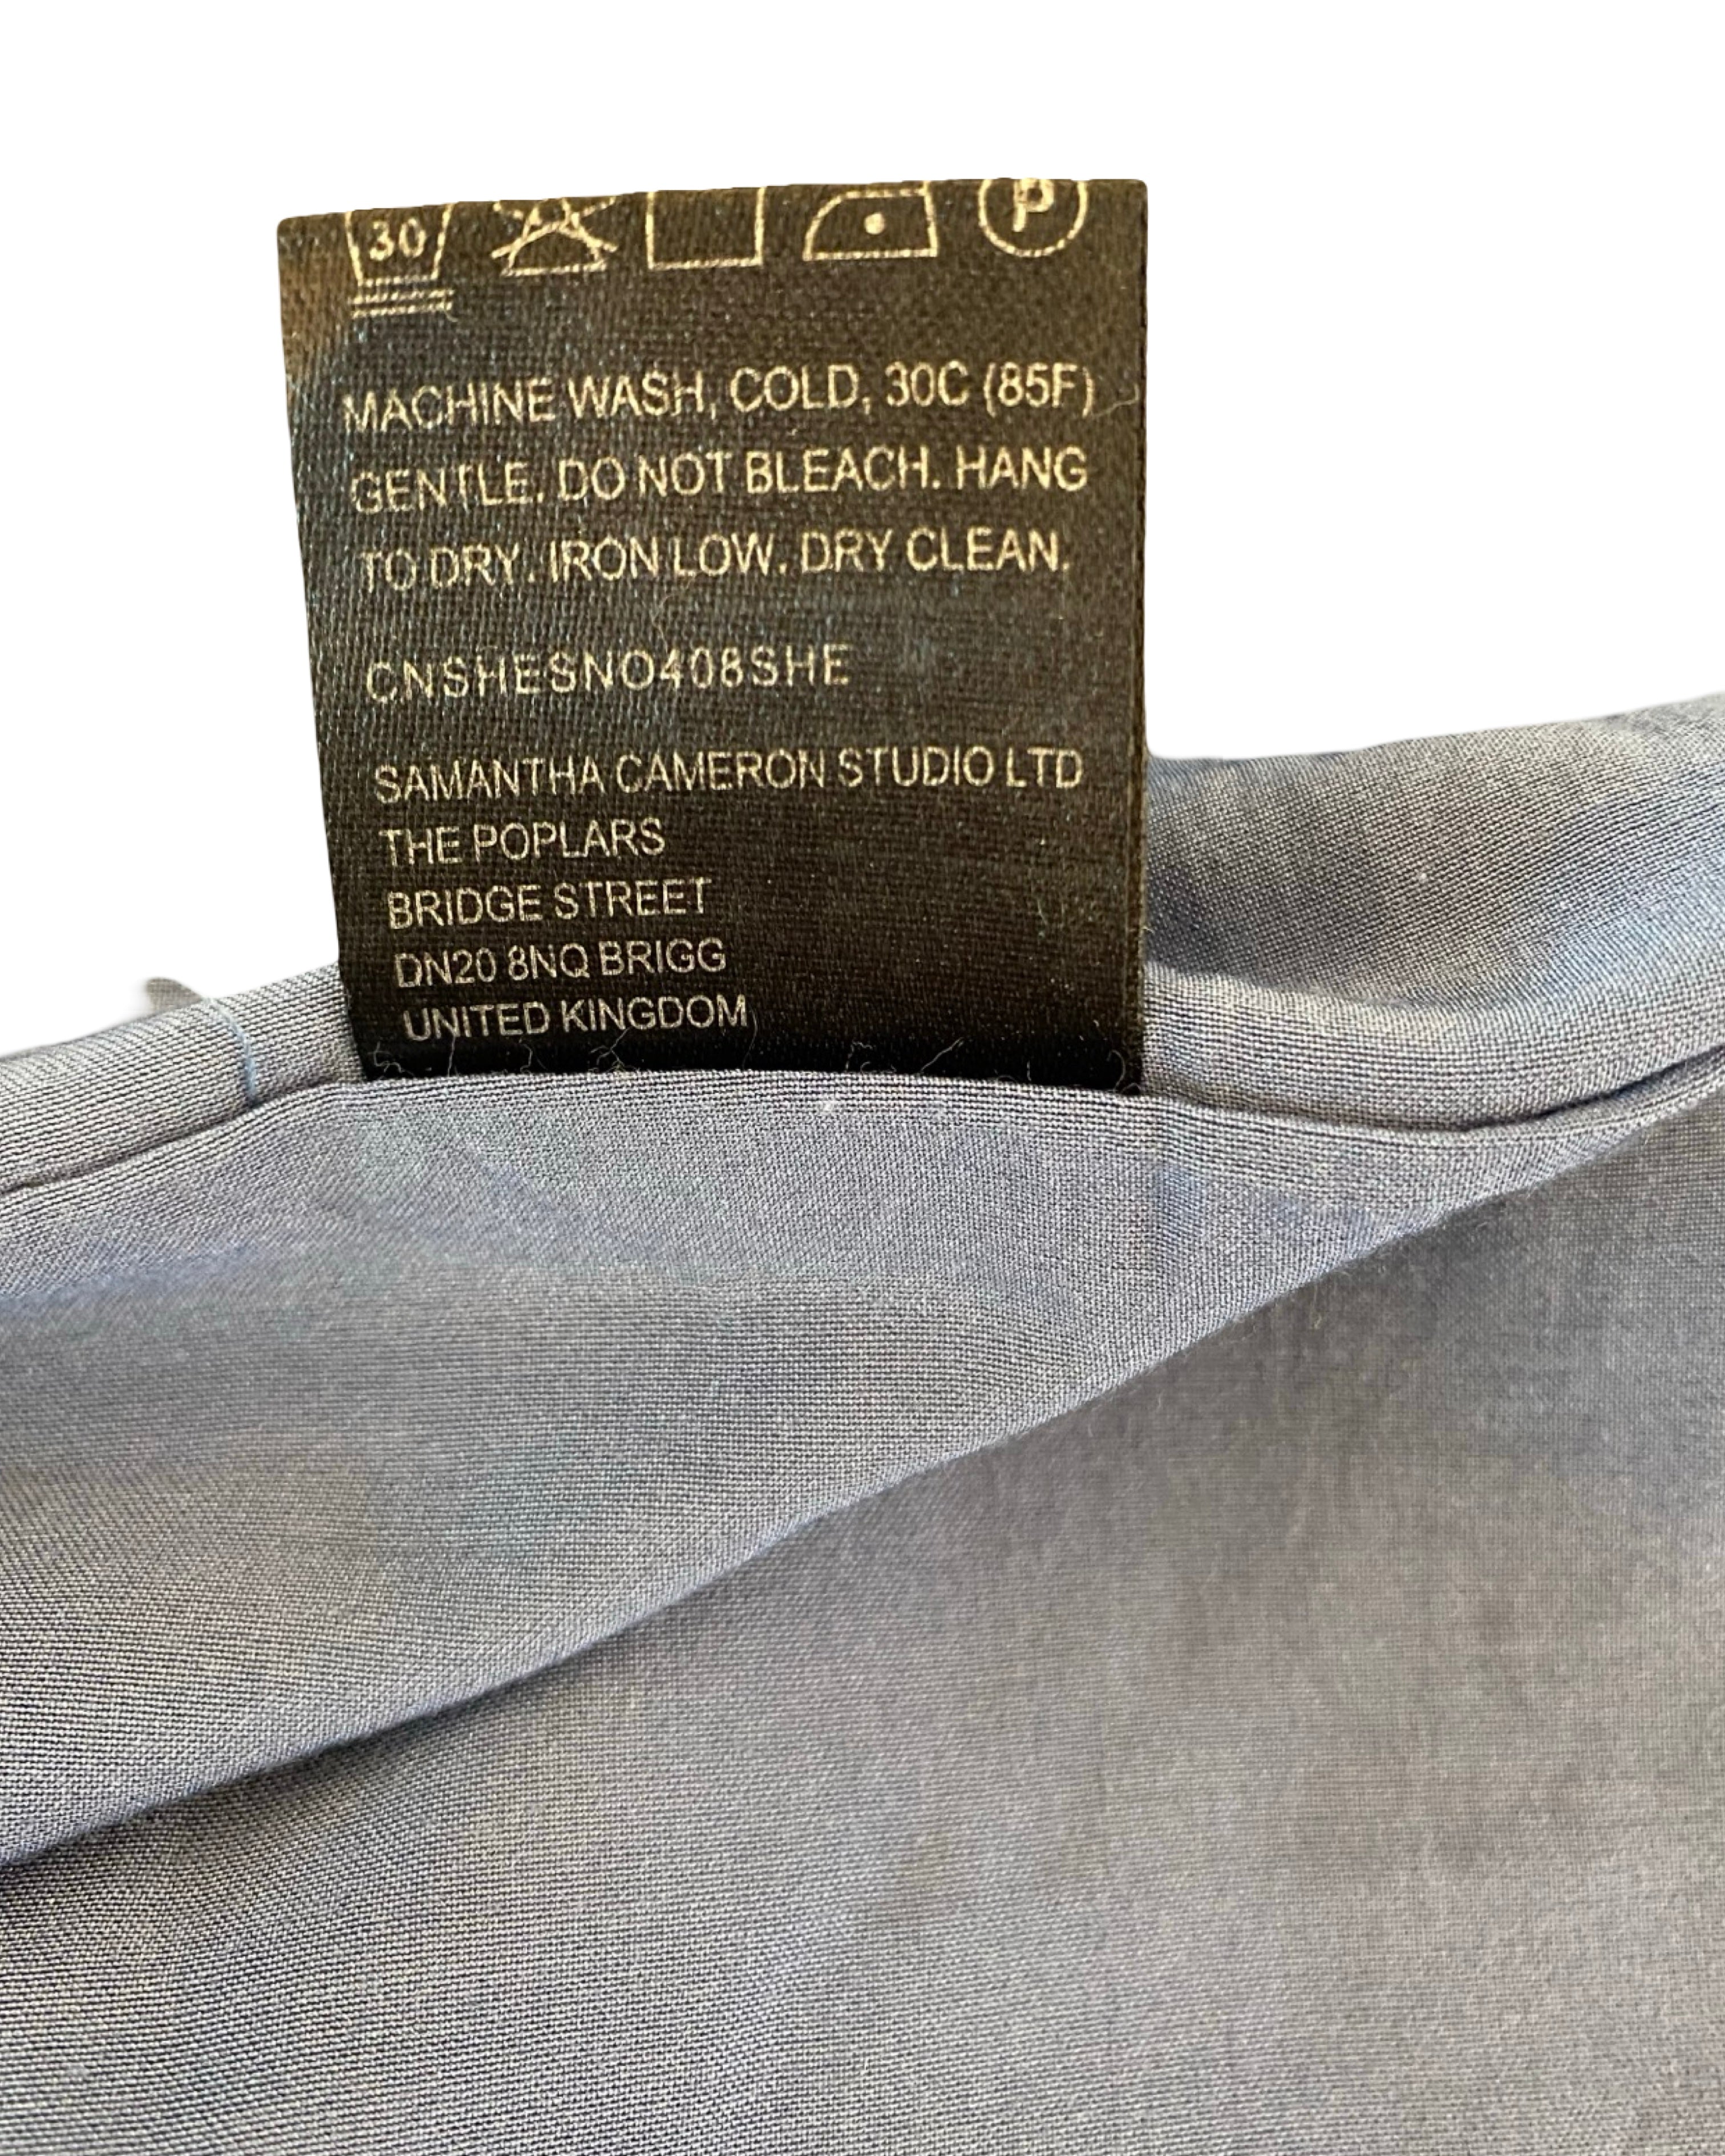 30 P
MACHINE WASH, COLD, 30C (85F)
GENTLE. DO NOT BLEACH. HANG
TO DRY. IRON LOW. DRY CLEAN.
CNSHESNO408SHE
SAMANTHA CAMERON STUDIO LTD
THE POPLARS
BRIDGE STREET
DN20 8NQ BRIGG
UNITED KINGDOM